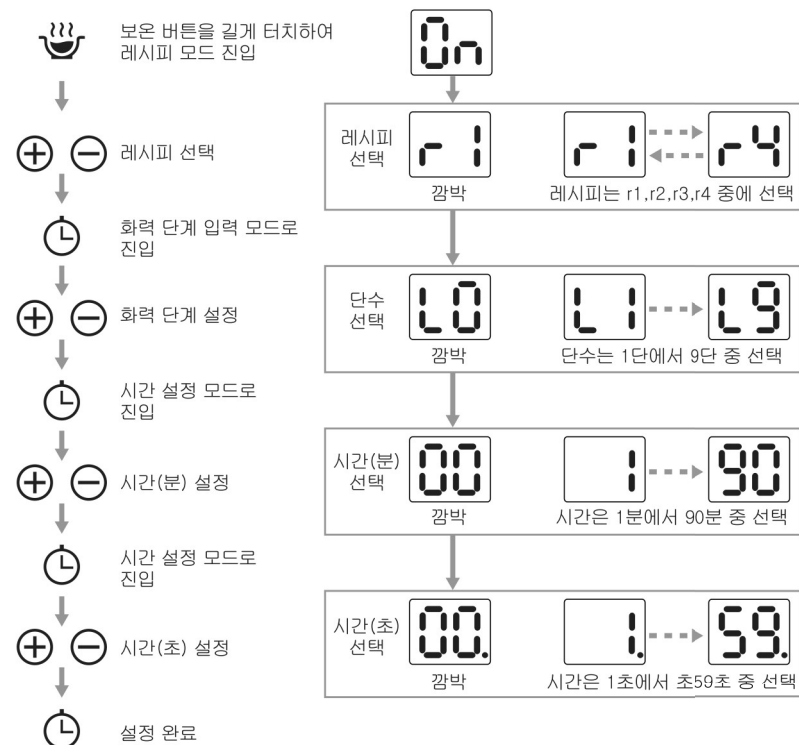 보온 버튼을 길게 터치하여
레시피 모드 진입
레시피 선택
화력 단계 입력 모드로
진입
화력 단계 설정
시간 설정 모드로
진입
시간(분) 설정
시간 설정 모드로
진입
시간(초) 설정
설정 완료
0n
레시피
선택
r1
깜박
r1
r4
레시피는 r1,r2,r3,r4 중에 선택
단수
선택
L0
깜박
L1
L9
단수는 1단에서 9단 중 선택
시간(분)
선택
00
깜박
1
90
시간은 1분에서 90분 중 선택
시간(초)
선택
00.
깜박
1.
59.
시간은 1초에서 초59초 중 선택